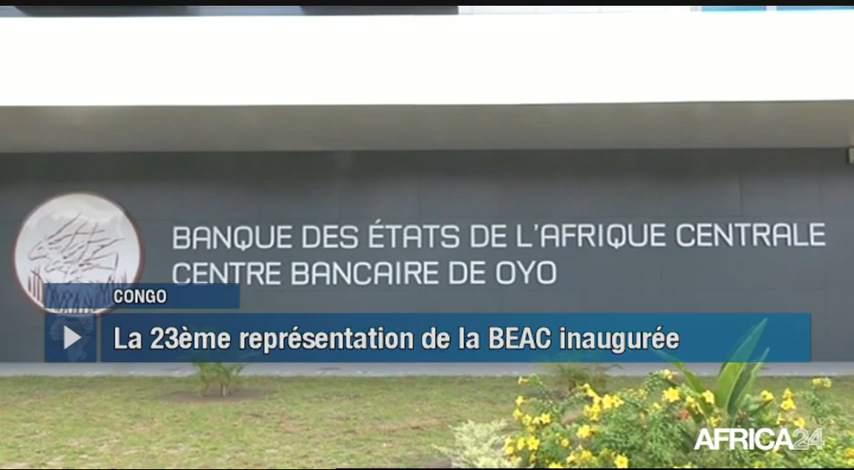 BANQUE DES ÉTATS DE L'AFRIQUE CENTRALE
CENTRE BANCAIRE DE OYO
CONGO
La 23ème représentation de la BEAC inaugurée
AFRICA24